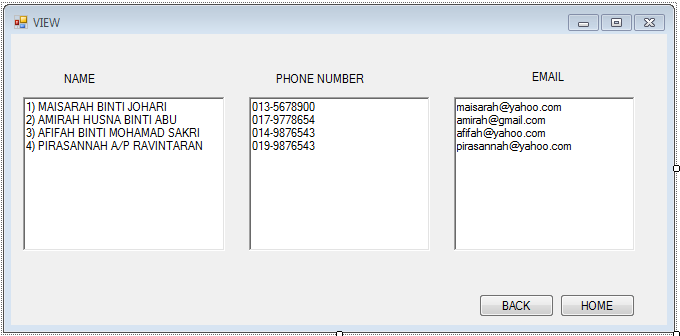 VIEW
NAME
PHONE NUMBER
EMAIL
1) MAISARAH BINTI JOHARI
2) AMIRAH HUSNA BINTI ABU
3) AFIFAH BINTI MOHAMAD SAKRI
4) PIRASANNAH A/P RAVINTARAN
013-5678900
017-9778654
014-9876543
019-9876543
maisarah@yahoo.com
amirah@gmail.com
afifah@yahoo.com
pirasannah@yahoo.com
BACK
HOME